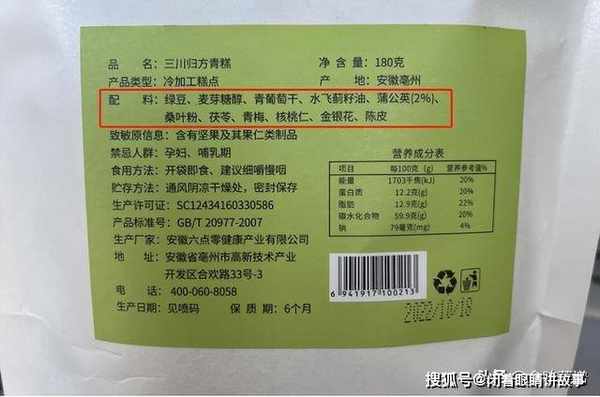 品　　名：三川归方青糕　净 含 量：180克
产品类型：冷加工糕点　产　　地：安徽亳州
配　　料：绿豆、麦芽糖醇、青葡萄干、水飞蓟籽油、蒲公英(2%)、
桑叶粉、茯苓、青梅、核桃仁、金银花、陈皮
致敏原信息：含有坚果及其果仁类制品
禁忌人群：孕妇、哺乳期
食用方法：开袋即食、建议细嚼慢咽
贮存方法：通风阴凉干燥处，密封保存
生产许可证：SC12434160330586
产品标准号：GB/T 20977-2007
生产厂家：安徽六点零健康产业有限公司
地　　址：安徽省亳州市高新技术产业
开发区合欢路33号-3
电　　话：400-060-8058
生产日期：见喷码　保 质 期：6个月
营养成分表
项目　每100克(g)　营养参考值%
能量　1703千焦(kJ)　20%
蛋白质　12.2克(g)　20%
脂肪　12.9克(g)　22%
碳水化合物　59.9克(g)　20%
钠　79毫克(mg)　4%
6 941917 100213
2022/10/18
搜狐号@闭着眼睛讲故事